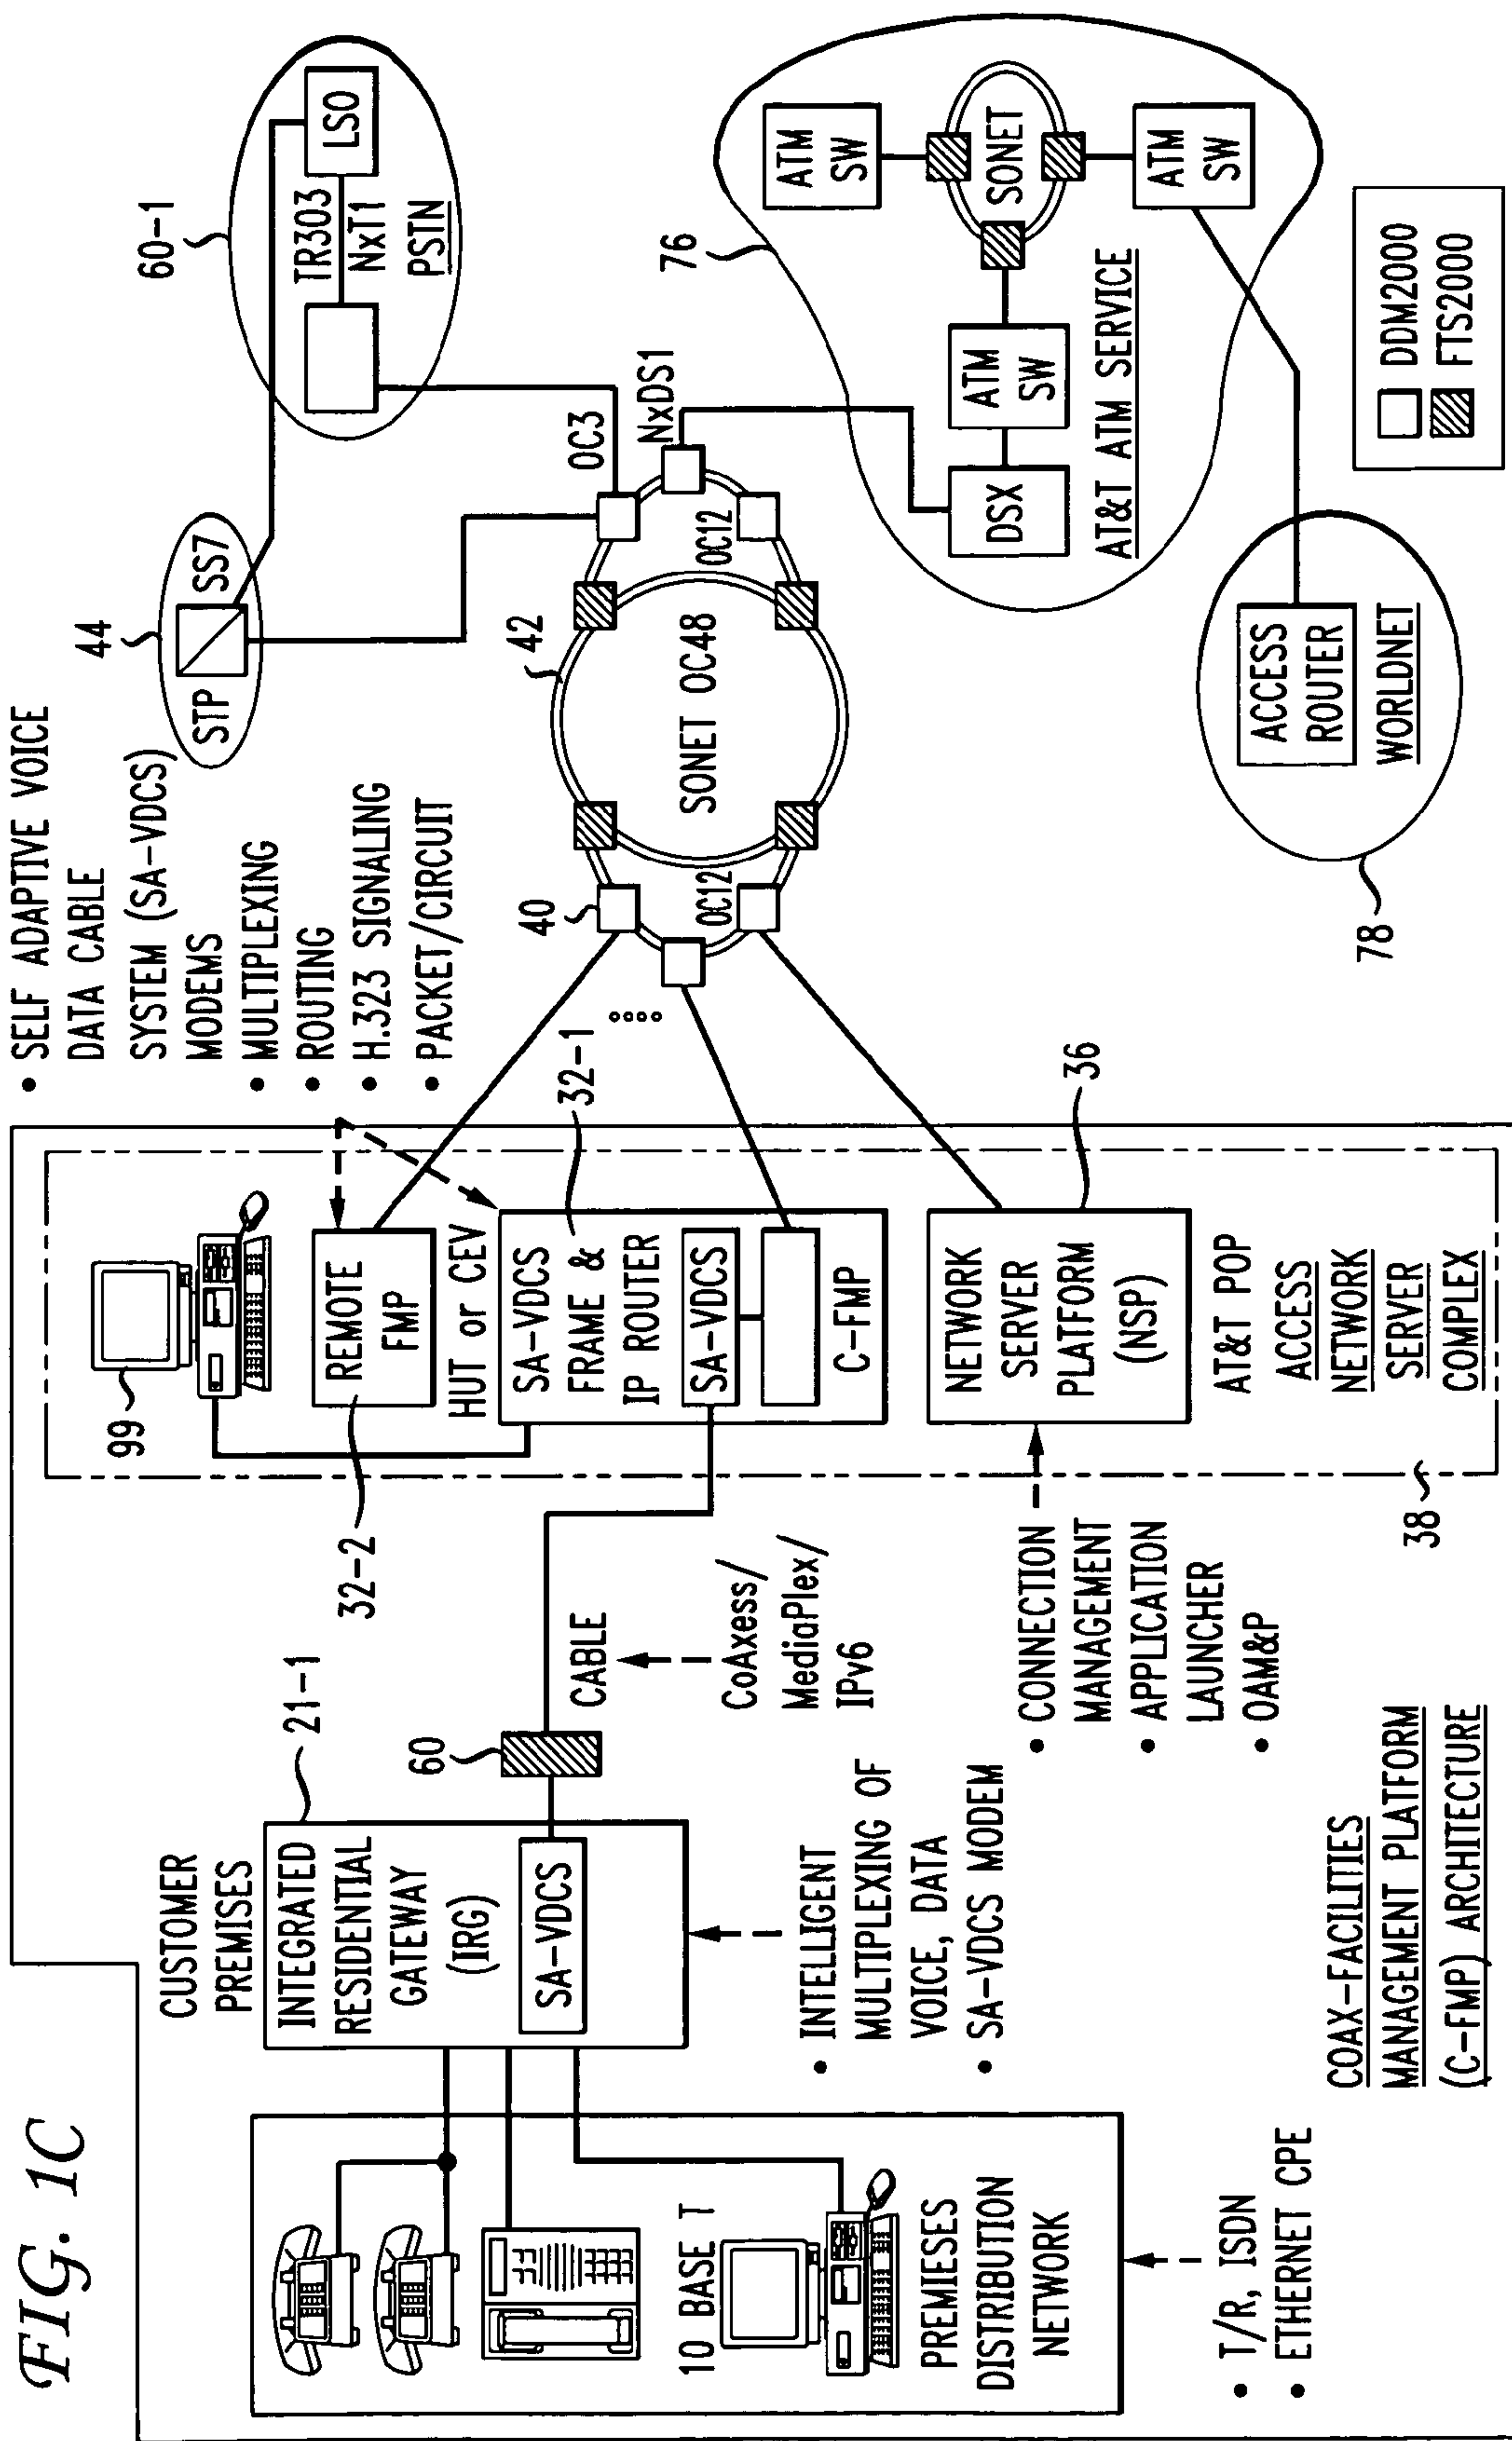 FIG. 1C
CUSTOMER
PREMISES
INTEGRATED
RESIDENTIAL
GATEWAY
(IRG)
SA-VDCS
21-1
60
10 BASE T
PREMIESES
DISTRIBUTION
NETWORK
• T/R, ISDN
• ETHERNET CPE
• INTELLIGENT
MULTIPLEXING OF
VOICE, DATA
• SA-VDCS MODEM
CABLE
CoAxess/
MediaPlex/
IPv6
• CONNECTION
MANAGEMENT
• APPLICATION
LAUNCHER
• OAM&P
COAX-FACILITIES
MANAGEMENT PLATFORM
(C-FMP) ARCHITECTURE
99
32-2
REMOTE
FMP
HUT or CEV
SA-VDCS
FRAME &
IP ROUTER
SA-VDCS
C-FMP
32-1
NETWORK
SERVER
PLATFORM
(NSP)
36
AT&T POP
ACCESS
NETWORK
SERVER
COMPLEX
38
• SELF ADAPTIVE VOICE
DATA CABLE
SYSTEM (SA-VDCS)
MODEMS
• MULTIPLEXING
• ROUTING
• H.323 SIGNALING
• PACKET/CIRCUIT
44
STP
SS7
40
OC12
42
SONET OC48
OC12
OC3
NxDS1
60-1
TR303
NxT1
LSO
PSTN
76
DSX
ATM
SW
SONET
ATM
SW
ATM
SW
AT&T ATM SERVICE
78
ACCESS
ROUTER
WORLDNET
DDM2000
FTS2000